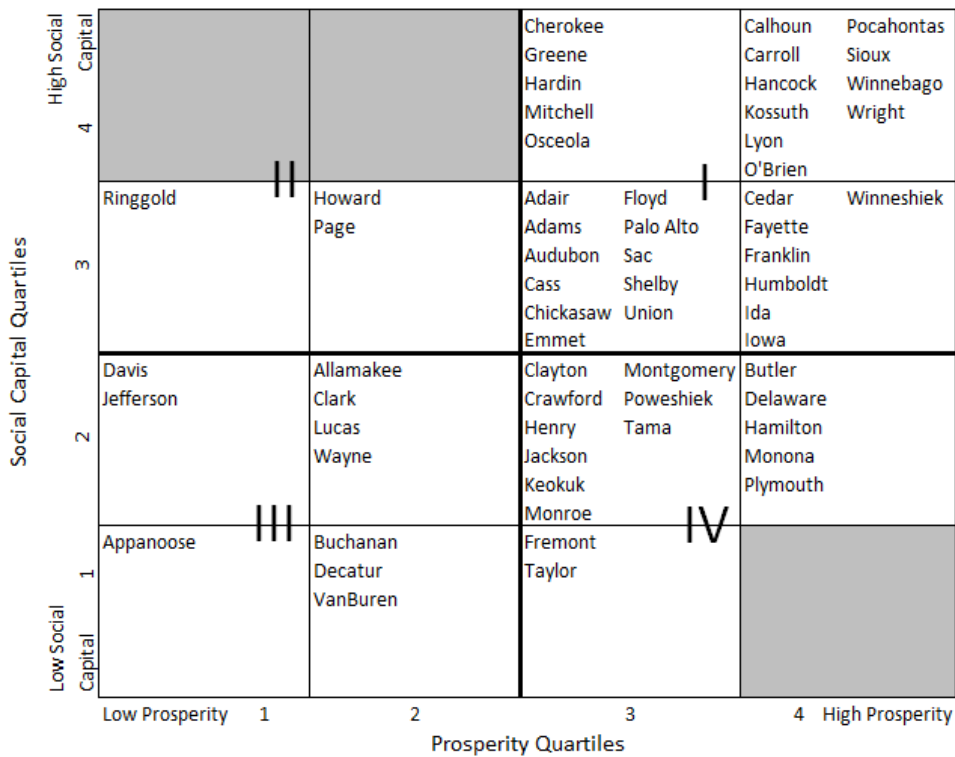 High Social Capital
Cherokee
Greene
Hardin
Mitchell
Osceola
Calhoun Pocahontas
Carroll Sioux
Hancock Winnebago
Kossuth Wright
Lyon
O'Brien
4
II
I
Ringgold
Howard
Page
Adair Floyd
Adams Palo Alto
Audubon Sac
Cass Shelby
Chickasaw Union
Emmet
Cedar Winneshiek
Fayette
Franklin
Humboldt
Ida
Iowa
3
Social Capital Quartiles
Davis
Jefferson
Allamakee
Clark
Lucas
Wayne
Clayton Montgomery
Crawford Poweshiek
Henry Tama
Jackson
Keokuk
Monroe
Butler
Delaware
Hamilton
Monona
Plymouth
2
III
IV
Appanoose
Buchanan
Decatur
VanBuren
Fremont
Taylor
1
Low Social Capital
Low Prosperity 1 2 3 4 High Prosperity
Prosperity Quartiles